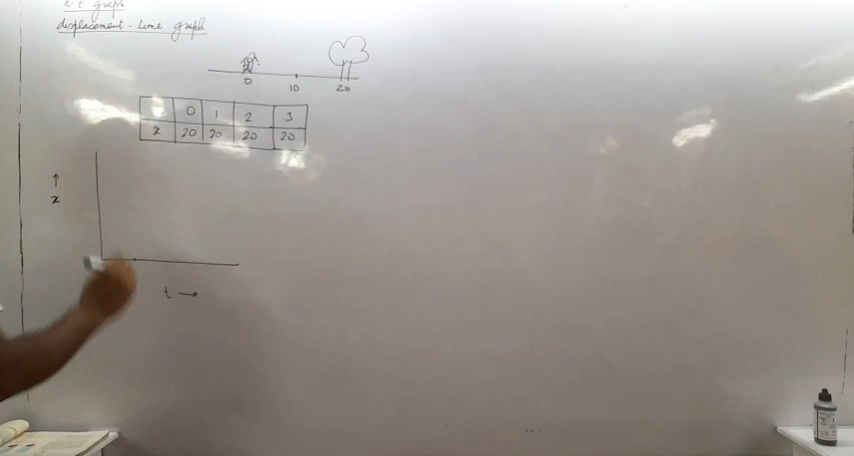 x-t graph
displacement-time graph
0 10 20
0 1 2 3
x 20 20 20 20
↑
x
t →